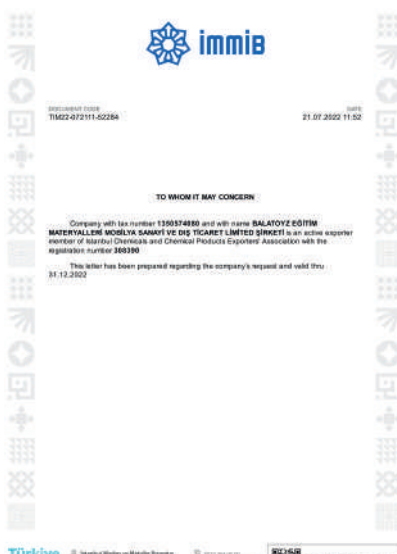 immiB
DOCUMENT CODE
TIM22-072111-52284
DATE
21.07.2022 11:52
TO WHOM IT MAY CONCERN
Company with tax number 1350574880 and with name BALATOYZ EĞİTİM
MATERYALLERİ MOBİLYA SANAYİ VE DIŞ TİCARET LİMİTED ŞİRKETİ is an active exporter
member of Istanbul Chemicals and Chemical Products Exporters' Association with the
registration number 308390
This letter has been prepared regarding the company's request and valid thru
31.12.2022
Türkiye